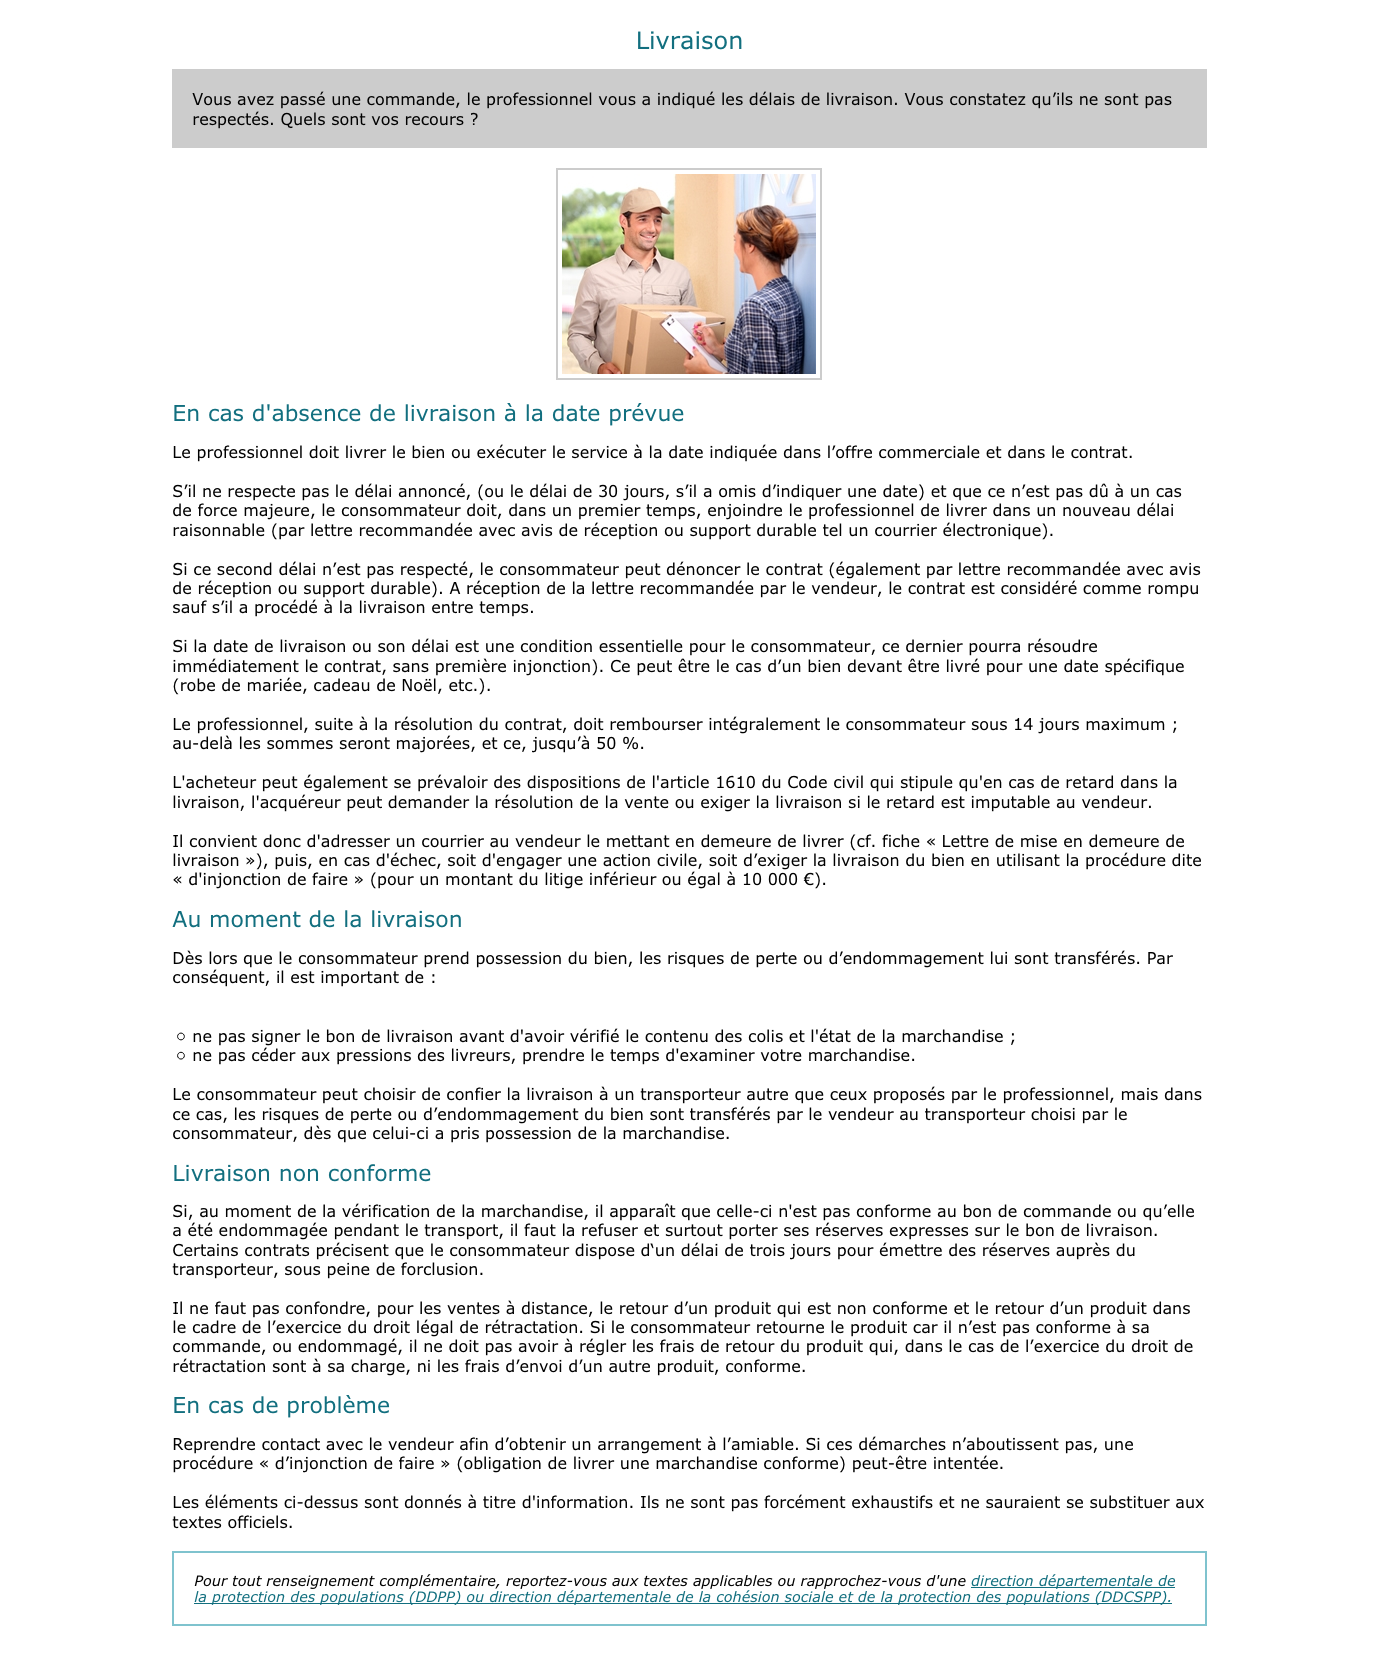 Livraison
Vous avez passé une commande, le professionnel vous a indiqué les délais de livraison. Vous constatez qu’ils ne sont pas
respectés. Quels sont vos recours ?
En cas d'absence de livraison à la date prévue
Le professionnel doit livrer le bien ou exécuter le service à la date indiquée dans l’offre commerciale et dans le contrat.
S’il ne respecte pas le délai annoncé, (ou le délai de 30 jours, s’il a omis d’indiquer une date) et que ce n’est pas dû à un cas
de force majeure, le consommateur doit, dans un premier temps, enjoindre le professionnel de livrer dans un nouveau délai
raisonnable (par lettre recommandée avec avis de réception ou support durable tel un courrier électronique).
Si ce second délai n’est pas respecté, le consommateur peut dénoncer le contrat (également par lettre recommandée avec avis
de réception ou support durable). A réception de la lettre recommandée par le vendeur, le contrat est considéré comme rompu
sauf s’il a procédé à la livraison entre temps.
Si la date de livraison ou son délai est une condition essentielle pour le consommateur, ce dernier pourra résoudre
immédiatement le contrat, sans première injonction). Ce peut être le cas d’un bien devant être livré pour une date spécifique
(robe de mariée, cadeau de Noël, etc.).
Le professionnel, suite à la résolution du contrat, doit rembourser intégralement le consommateur sous 14 jours maximum ;
au-delà les sommes seront majorées, et ce, jusqu’à 50 %.
L'acheteur peut également se prévaloir des dispositions de l'article 1610 du Code civil qui stipule qu'en cas de retard dans la
livraison, l'acquéreur peut demander la résolution de la vente ou exiger la livraison si le retard est imputable au vendeur.
Il convient donc d'adresser un courrier au vendeur le mettant en demeure de livrer (cf. fiche « Lettre de mise en demeure de
livraison »), puis, en cas d'échec, soit d'engager une action civile, soit d’exiger la livraison du bien en utilisant la procédure dite
« d'injonction de faire » (pour un montant du litige inférieur ou égal à 10 000 €).
Au moment de la livraison
Dès lors que le consommateur prend possession du bien, les risques de perte ou d’endommagement lui sont transférés. Par
conséquent, il est important de :
○ ne pas signer le bon de livraison avant d'avoir vérifié le contenu des colis et l'état de la marchandise ;
○ ne pas céder aux pressions des livreurs, prendre le temps d'examiner votre marchandise.
Le consommateur peut choisir de confier la livraison à un transporteur autre que ceux proposés par le professionnel, mais dans
ce cas, les risques de perte ou d’endommagement du bien sont transférés par le vendeur au transporteur choisi par le
consommateur, dès que celui-ci a pris possession de la marchandise.
Livraison non conforme
Si, au moment de la vérification de la marchandise, il apparaît que celle-ci n'est pas conforme au bon de commande ou qu’elle
a été endommagée pendant le transport, il faut la refuser et surtout porter ses réserves expresses sur le bon de livraison.
Certains contrats précisent que le consommateur dispose d‘un délai de trois jours pour émettre des réserves auprès du
transporteur, sous peine de forclusion.
Il ne faut pas confondre, pour les ventes à distance, le retour d’un produit qui est non conforme et le retour d’un produit dans
le cadre de l’exercice du droit légal de rétractation. Si le consommateur retourne le produit car il n’est pas conforme à sa
commande, ou endommagé, il ne doit pas avoir à régler les frais de retour du produit qui, dans le cas de l’exercice du droit de
rétractation sont à sa charge, ni les frais d’envoi d’un autre produit, conforme.
En cas de problème
Reprendre contact avec le vendeur afin d’obtenir un arrangement à l’amiable. Si ces démarches n’aboutissent pas, une
procédure « d’injonction de faire » (obligation de livrer une marchandise conforme) peut-être intentée.
Les éléments ci-dessus sont donnés à titre d'information. Ils ne sont pas forcément exhaustifs et ne sauraient se substituer aux
textes officiels.
Pour tout renseignement complémentaire, reportez-vous aux textes applicables ou rapprochez-vous d'une direction départementale de
la protection des populations (DDPP) ou direction départementale de la cohésion sociale et de la protection des populations (DDCSPP).